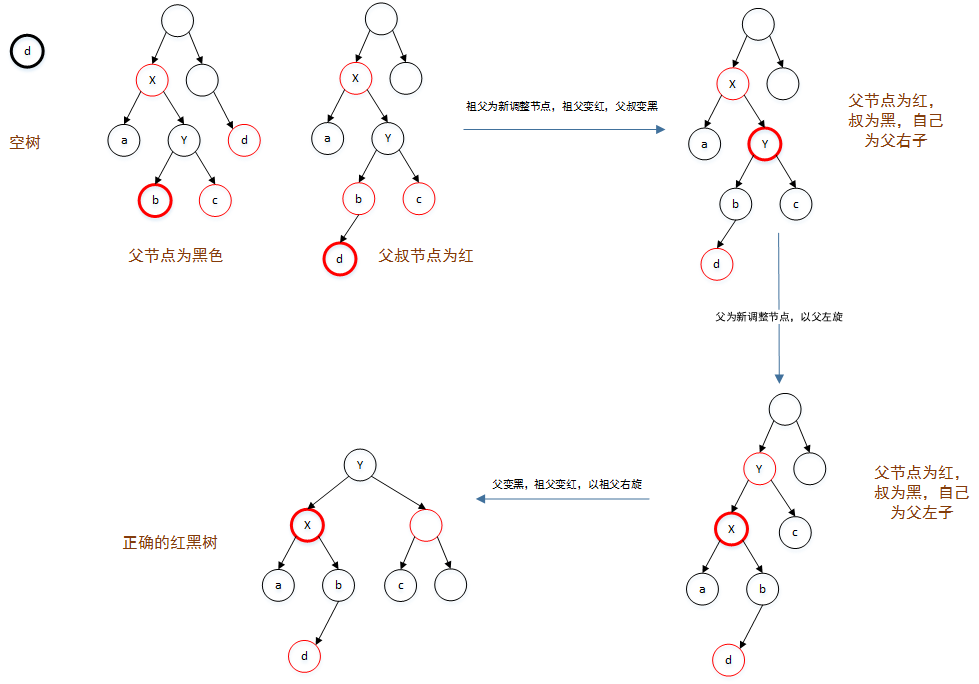 d
空树
X
a
Y
d
b
c
父节点为黑色
X
a
Y
b
c
d
父叔节点为红
祖父为新调整节点，祖父变红，父叔变黑
X
a
Y
b
c
d
父节点为红，
叔为黑，自己
为父右子
父为新调整节点，以父左旋
Y
X
c
a
b
d
父节点为红，
叔为黑，自己
为父左子
父变黑，祖父变红，以祖父右旋
Y
X
a
b
c
d
正确的红黑树